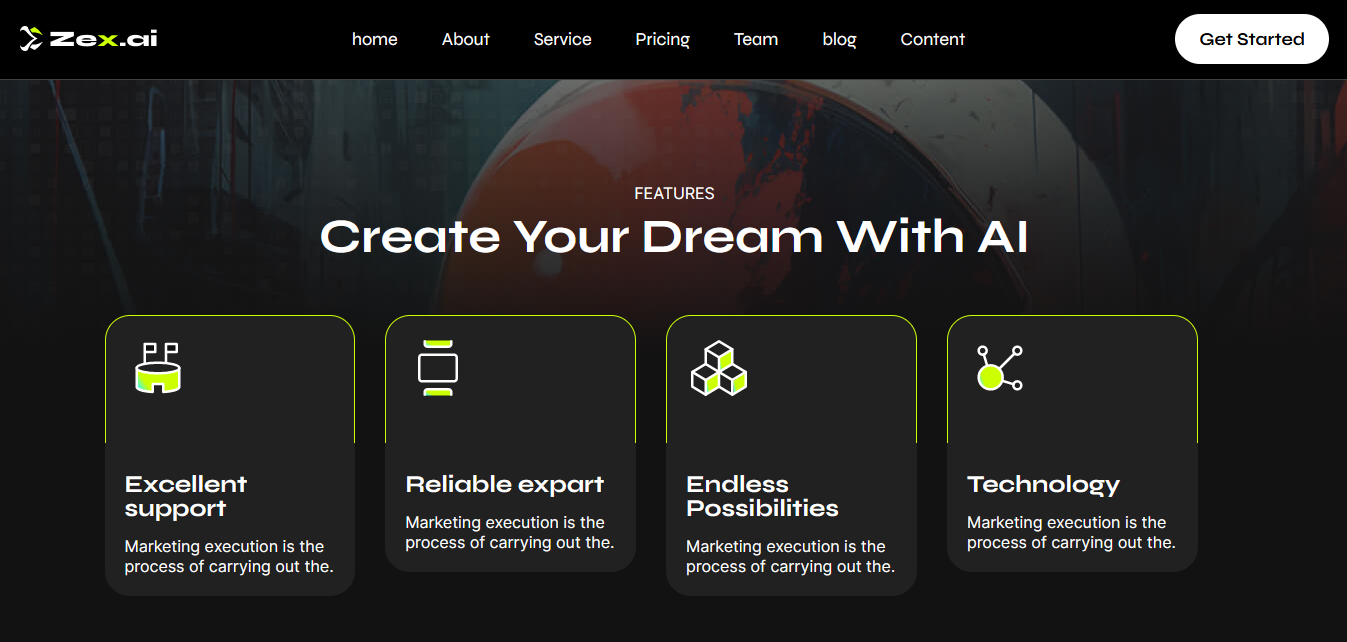 Zex.ai
home
About
Service
Pricing
Team
blog
Content
Get Started
FEATURES
Create Your Dream With AI
Excellent
support
Marketing execution is the
process of carrying out the.
Reliable expart
Marketing execution is the
process of carrying out the.
Endless
Possibilities
Marketing execution is the
process of carrying out the.
Technology
Marketing execution is the
process of carrying out the.